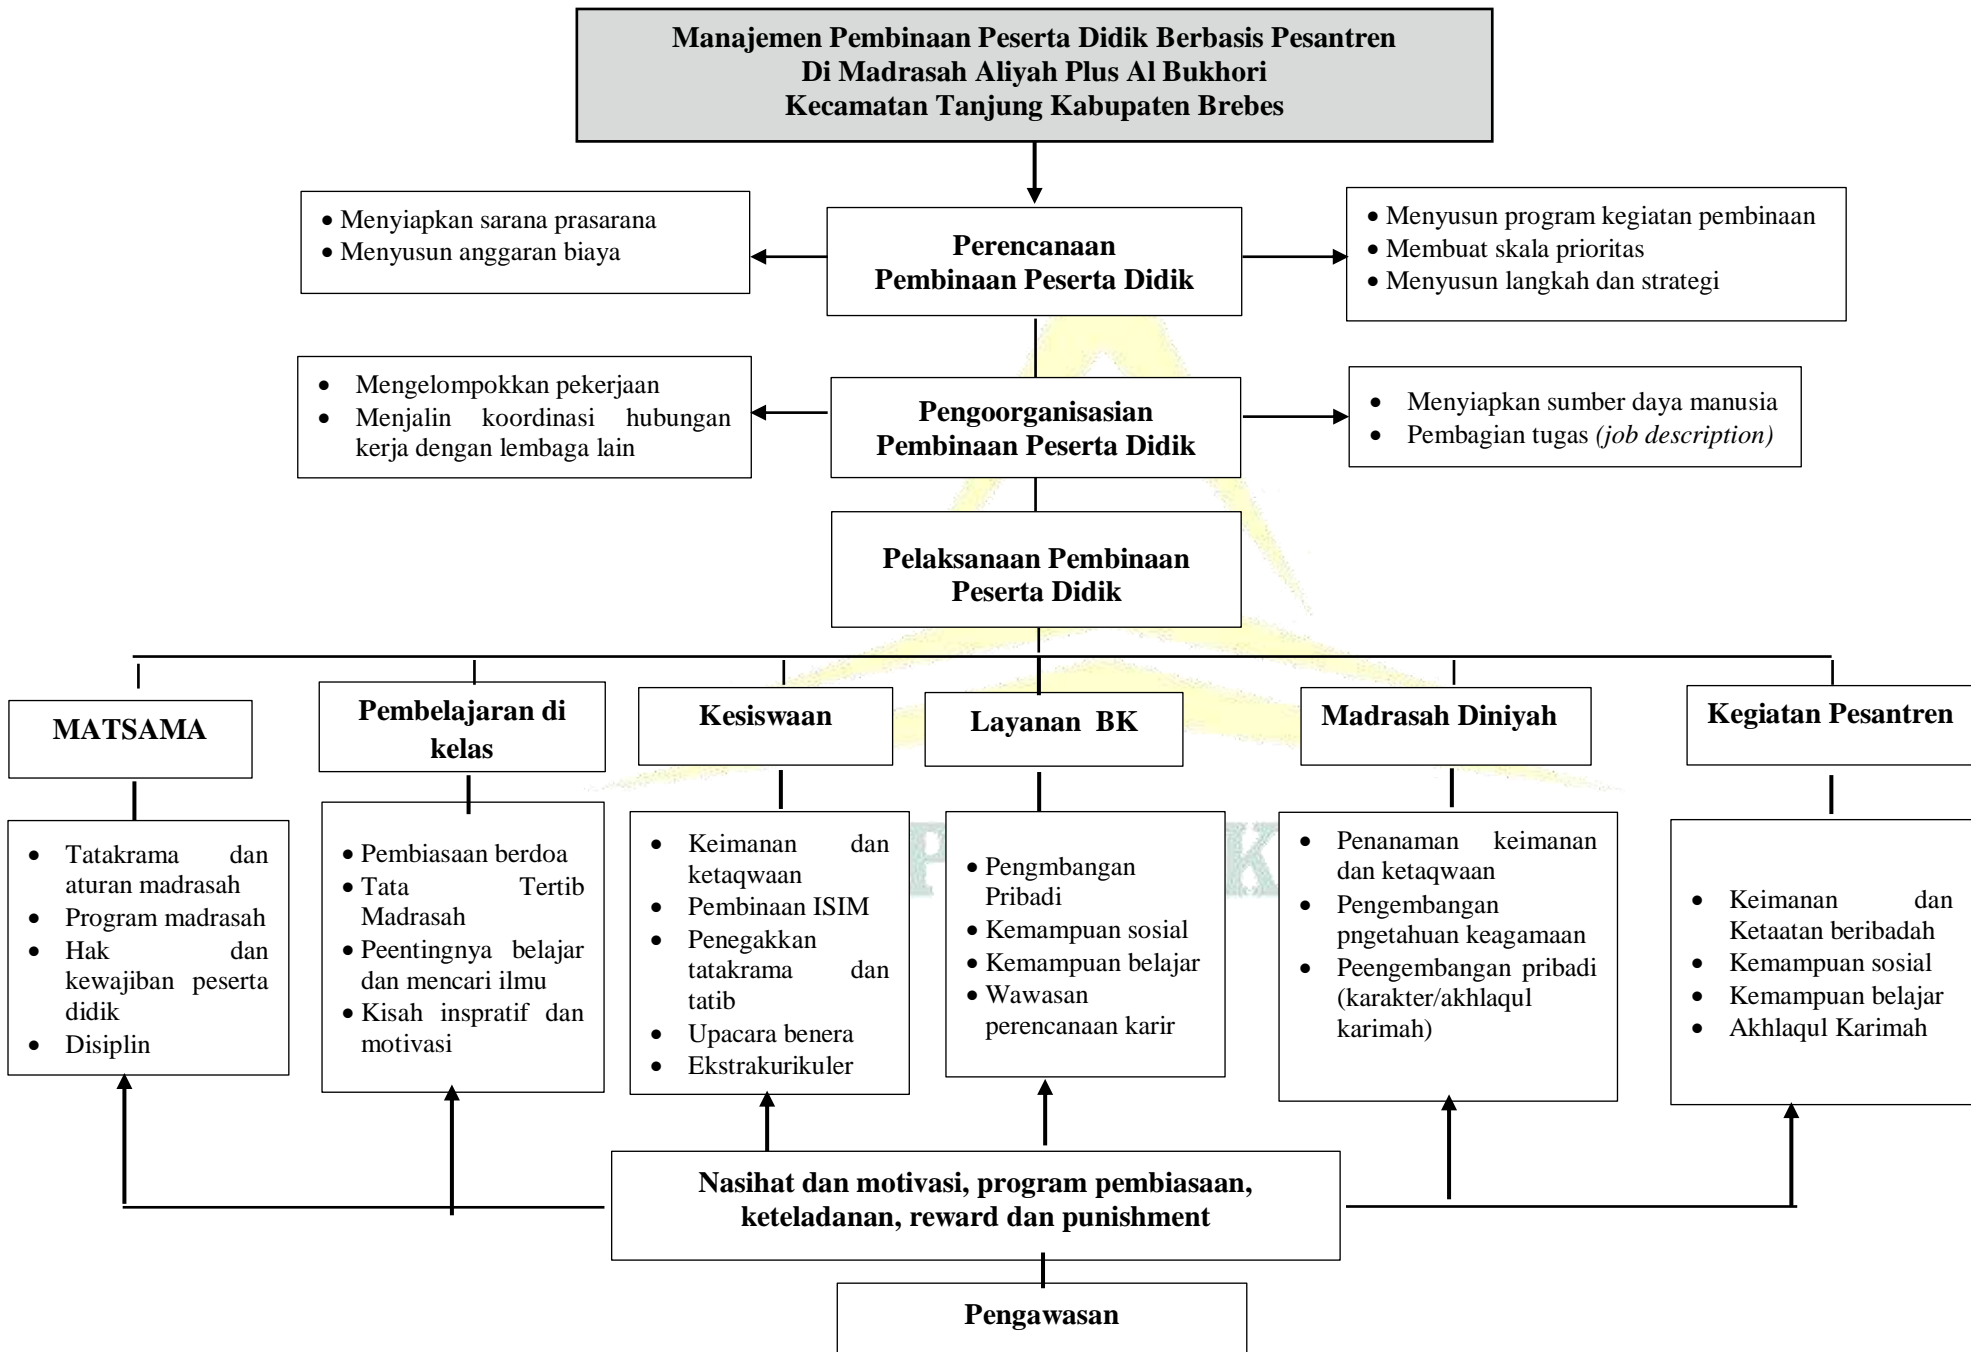 Manajemen Pembinaan Peserta Didik Berbasis Pesantren
Di Madrasah Aliyah Plus Al Bukhori
Kecamatan Tanjung Kabupaten Brebes
• Menyiapkan sarana prasarana
• Menyusun anggaran biaya
Perencanaan
Pembinaan Peserta Didik
• Menyusun program kegiatan pembinaan
• Membuat skala prioritas
• Menyusun langkah dan strategi
• Mengelompokkan pekerjaan
• Menjalin koordinasi hubungan
kerja dengan lembaga lain
Pengoorganisasian
Pembinaan Peserta Didik
• Menyiapkan sumber daya manusia
• Pembagian tugas (job description)
Pelaksanaan Pembinaan
Peserta Didik
MATSAMA
Pembelajaran di
kelas
Kesiswaan
Layanan BK
Madrasah Diniyah
Kegiatan Pesantren
• Tatakrama dan
aturan madrasah
• Program madrasah
• Hak dan
kewajiban peserta
didik
• Disiplin
• Pembiasaan berdoa
• Tata Tertib
Madrasah
• Peentingnya belajar
dan mencari ilmu
• Kisah inspratif dan
motivasi
• Keimanan dan
ketaqwaan
• Pembinaan ISIM
• Penegakkan
tatakrama dan
tatib
• Upacara benera
• Ekstrakurikuler
• Pengmbangan
Pribadi
• Kemampuan sosial
• Kemampuan belajar
• Wawasan
perencanaan karir
• Penanaman keimanan
dan ketaqwaan
• Pengembangan
pngetahuan keagamaan
• Peengembangan pribadi
(karakter/akhlaqul
karimah)
• Keimanan dan
Ketaatan beribadah
• Kemampuan sosial
• Kemampuan belajar
• Akhlaqul Karimah
Nasihat dan motivasi, program pembiasaan,
keteladanan, reward dan punishment
Pengawasan